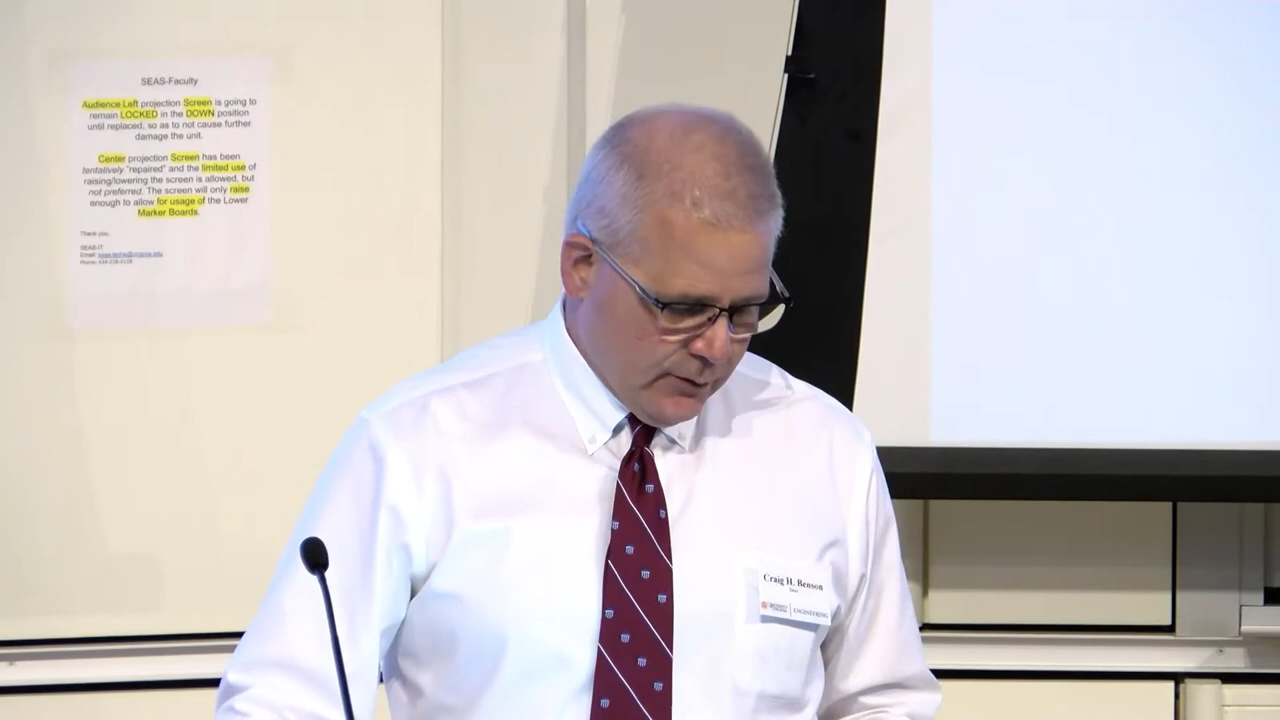 SEAS-Faculty
Audience Left projection Screen is going to
remain LOCKED in the DOWN position
until replaced, so as to not cause further
damage the unit.
Center projection Screen has been
tentatively "repaired" and the limited use of
raising/lowering the screen is allowed, but
not preferred. The screen will only raise
enough to allow for usage of the Lower
Marker Boards.
Thank you,
SEAS-IT
Email:
Phone:
Craig H. Benson
ENGINEERING